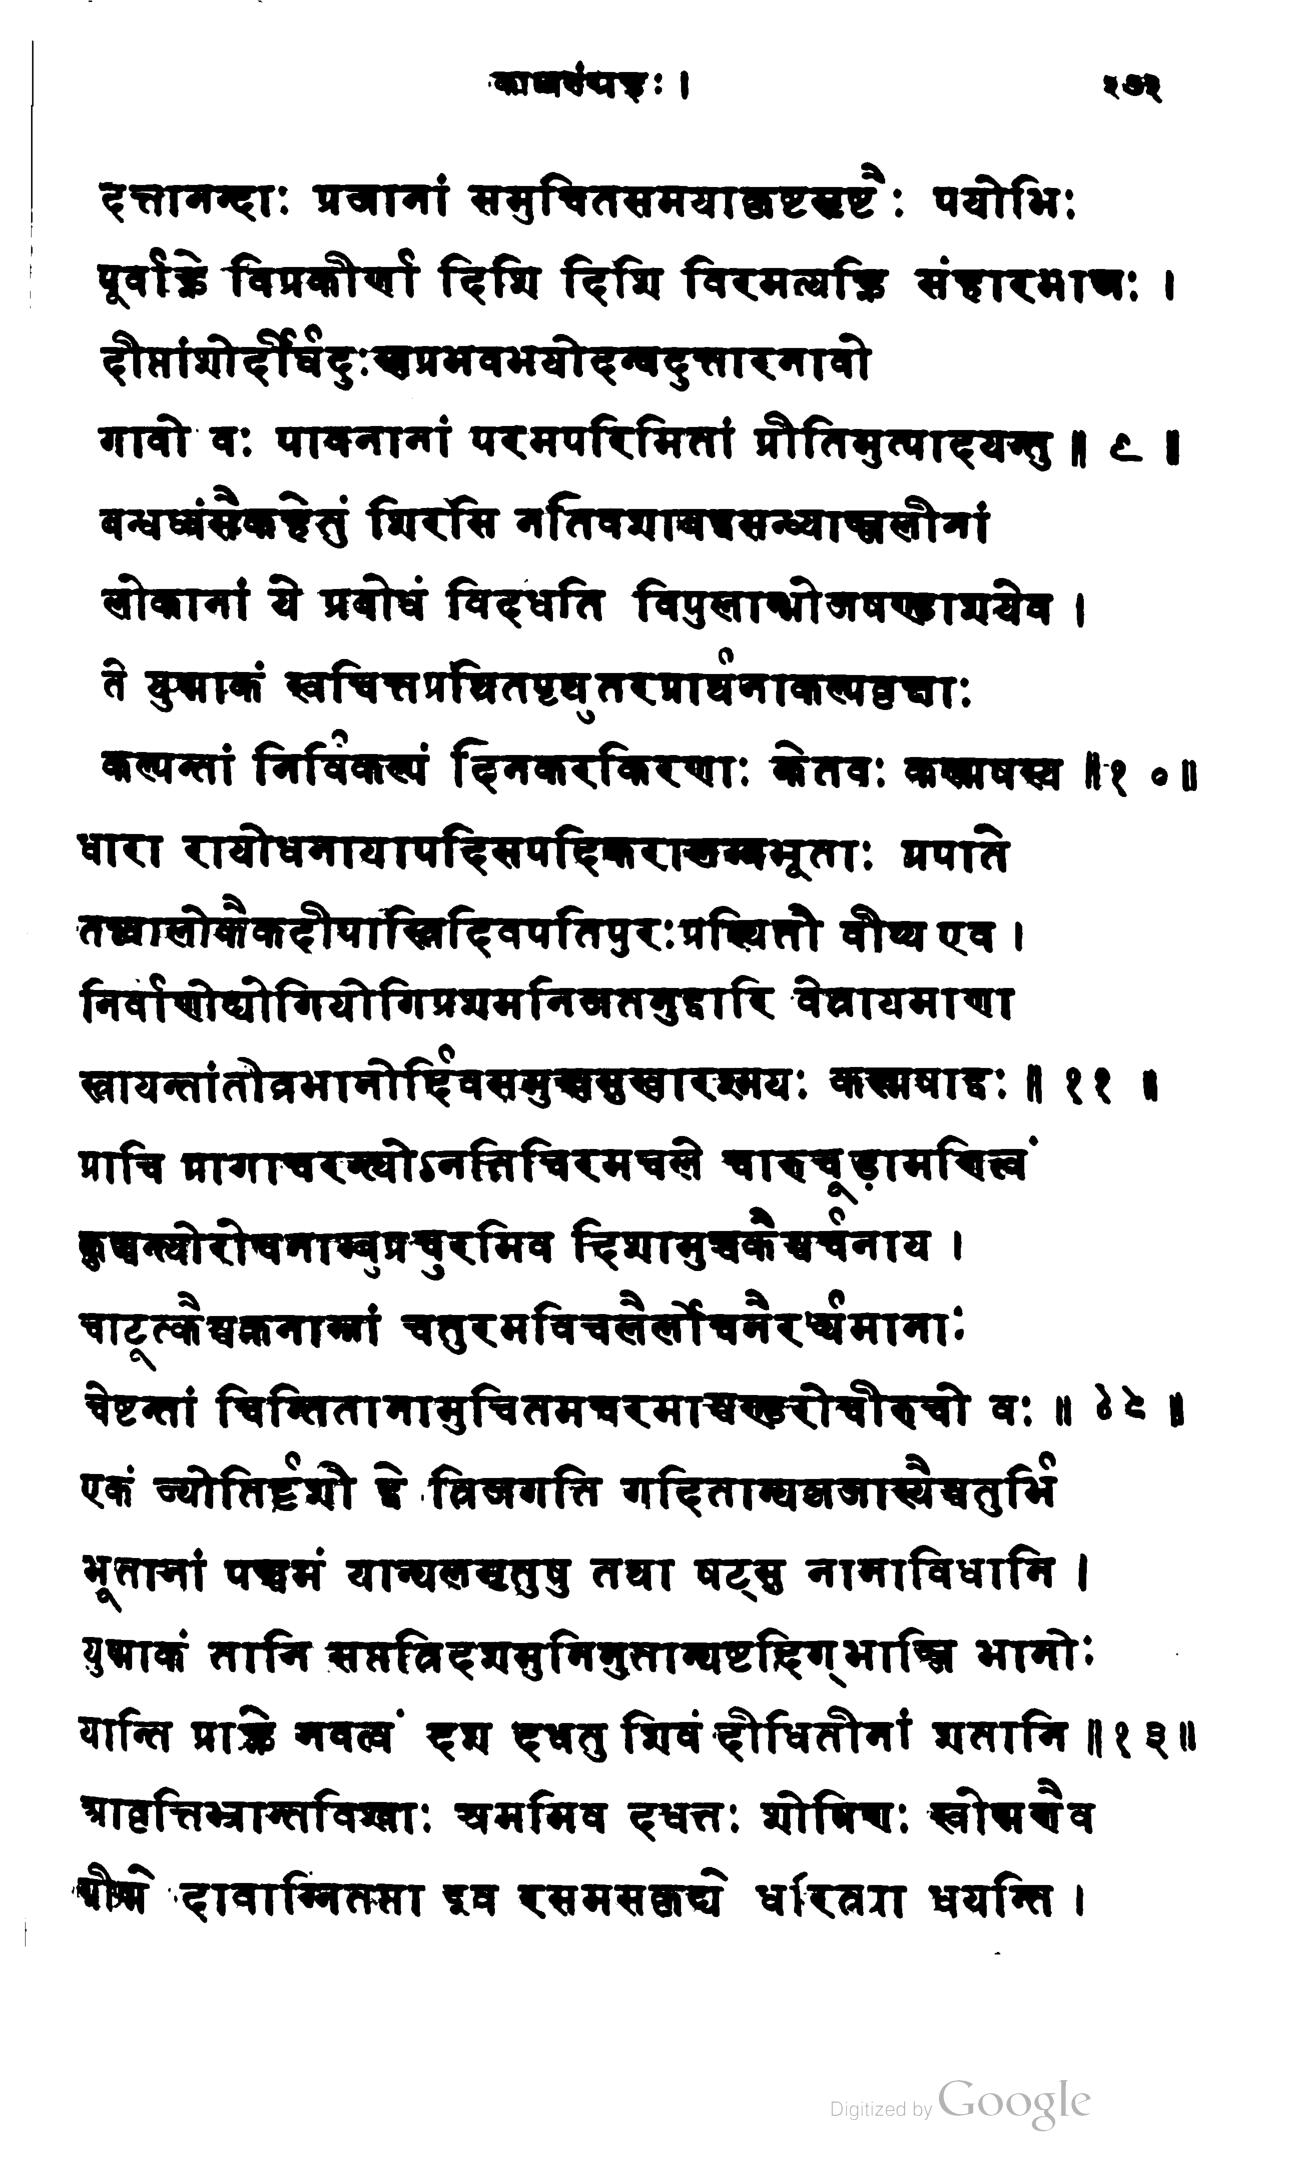 काव्यसंग्रहः । २७३
दत्तानन्दाः प्रजानां समुचितसमयाकृष्टसृष्टैः पयोभिः
पूर्वाह्णे विप्रकीर्णा दिशि दिशि विरमत्यह्नि संहारभाजः ।
दीप्तांशोर्दीर्घदुःखप्रभवभयोदन्वदुत्तारनावो
गावो वः पावनानां परमपरिमितां प्रीतिमुत्पादयन्तु ॥ ९ ॥
बन्धध्वंसैकहेतुं शिरसि नतिवशाबद्धसन्ध्याञ्जलीनां
लोकानां ये प्रबोधं विदधति विपुलाम्भोजषण्डाशयेव ।
ते युष्माकं स्वचित्तप्रथितपृथुतरप्रार्थनाकल्पवृक्षाः
कल्पन्तां निर्विकल्पं दिनकरकिरणाः केतवः कल्मषस्य ॥ १० ॥
धारा रायोधनायापदिसपदिकरालम्बभूताः प्रपाते
तत्त्वालोकैकदीपास्त्रिदिवपतिपुरःप्रस्थितौ वीथ्य एव ।
निर्वाणोद्योगियोगिप्रशमनिजतनुद्वारि वेत्रायमाणा
स्त्रायन्तांतीव्रभानोर्दिवसमुखसुखारश्मयः कल्मषाद्वः ॥ ११ ॥
प्राचि प्रागाचरन्त्योऽनतिचिरमचले चारुचूड़ामणित्वं
मुञ्चन्त्योरोचनाम्बुप्रचुरमिव दिशामुच्चकैश्चर्चनाय ।
चाटूत्कैश्चक्रनाम्नां चतुरमविचलैर्लोचनैरर्च्यमानाः
चेष्टन्तां चिन्तितानामुचितमचरमाश्चण्डरोचीरुचो वः ॥ १२ ॥
एकं ज्योतिर्दृशौ द्वे त्रिजगति गदितान्यब्जजास्यैश्चतुर्भि
र्भूतानां पञ्चमं यान्यलमृतुषु तथा षट्सु नानाविधानि ।
युष्माकं तानि सप्तत्रिदशमुनिनुतान्यष्टदिग्भाञ्जि भानोः
यान्ति प्राह्णे नवत्वं दश दधतु शिवं दीधितीनां शतानि ॥ १३ ॥
आवृत्तिभ्रान्तविश्वाः श्रममिव दधतः शोषिणः स्वोष्मणैव
ग्रीष्मे दावाग्नितप्ता इव रसमसकृद्ये धरित्र्या धयन्ति ।
Digitized by Google